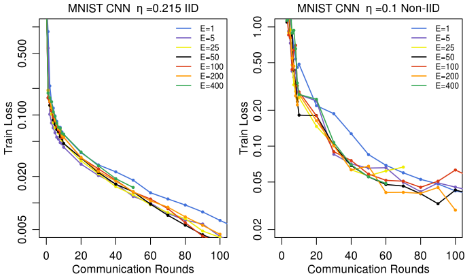 MNIST CNN η =0.215 IID
Train Loss
0.500
0.100
0.020
0.005
E=1
E=5
E=25
E=50
E=100
E=200
E=400
0 20 40 60 80 100
Communication Rounds
MNIST CNN η =0.1 Non-IID
Train Loss
1.00
0.50
0.20
0.10
0.05
0.02
E=1
E=5
E=25
E=50
E=100
E=200
E=400
0 20 40 60 80 100
Communication Rounds